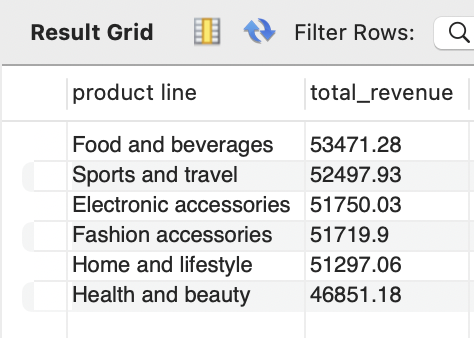 Result Grid Filter Rows:
product line total_revenue
Food and beverages 53471.28
Sports and travel 52497.93
Electronic accessories 51750.03
Fashion accessories 51719.9
Home and lifestyle 51297.06
Health and beauty 46851.18